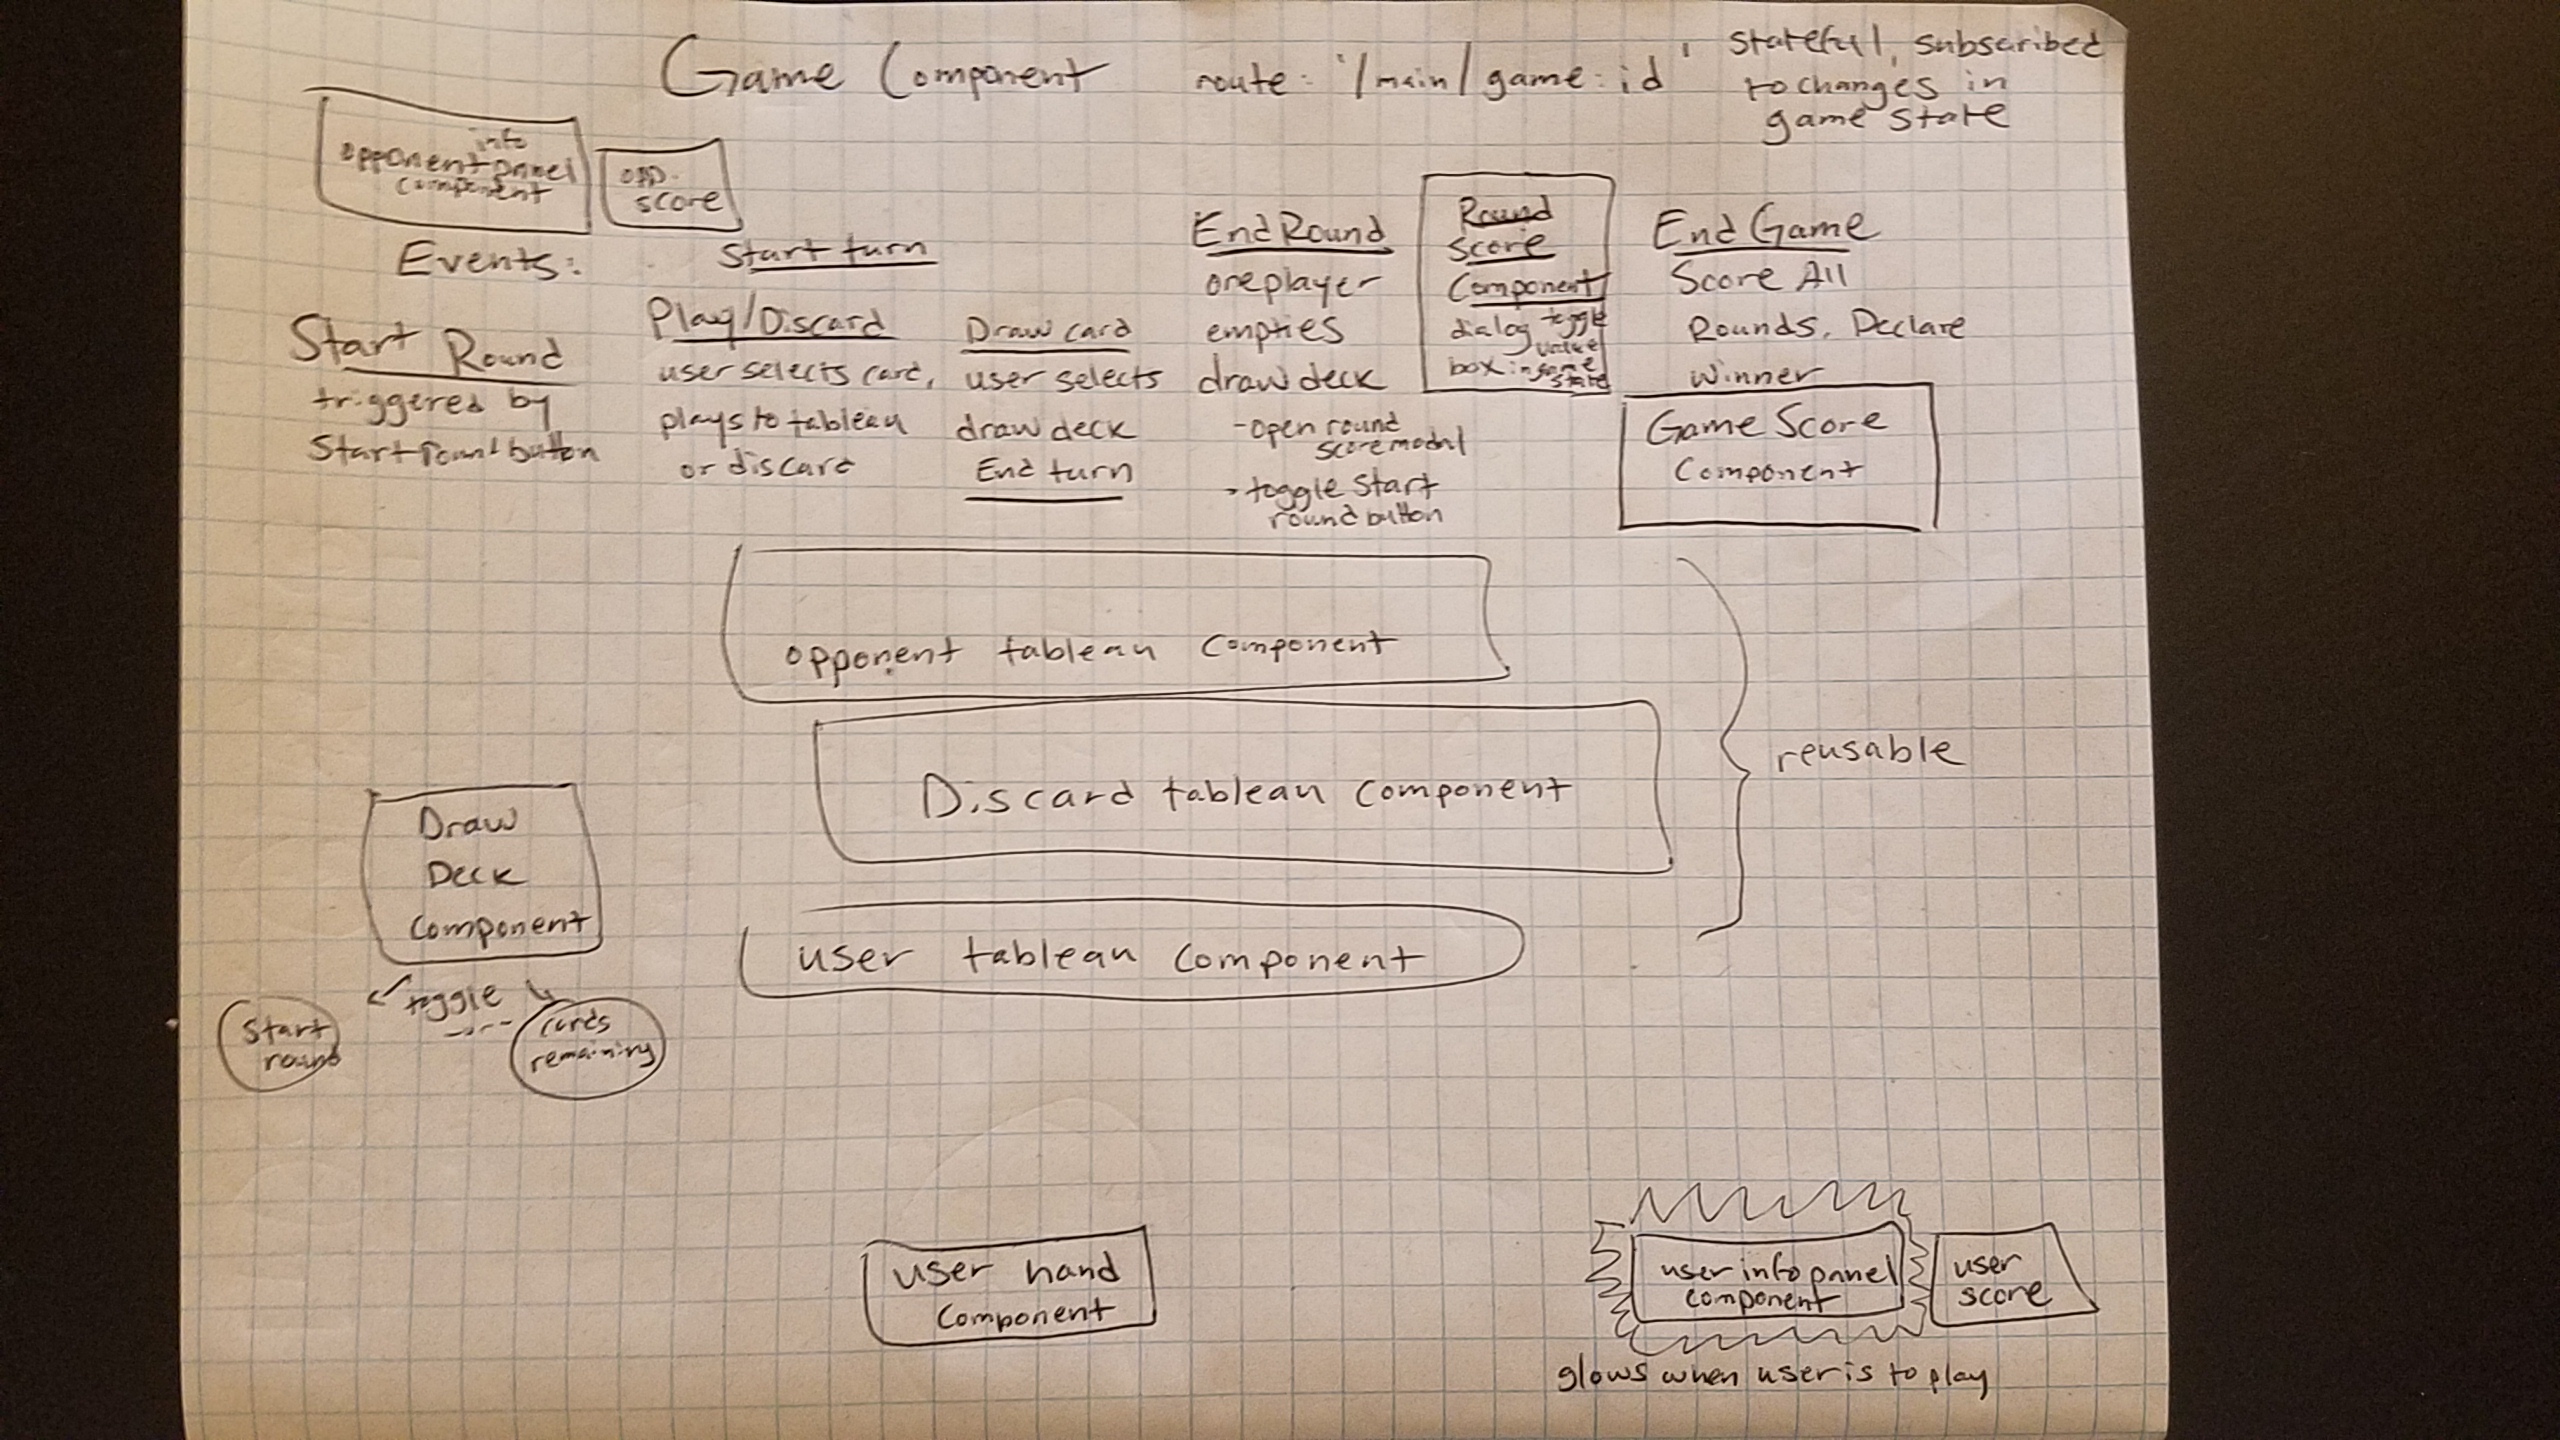 Game Component route: '/main/game:id' stateful, subscribed
to changes in
game state
opponent info panel
component
opp.
score
Events:
Start Round
triggered by
Start round button
Start turn
Play/Discard
user selects card,
plays to tableau
or discard
Draw card
user selects
draw deck
End turn
End Round
one player
empties
draw deck
-open round
score modal
-toggle start
round button
Round
Score
Component
dialog toggle
value
box in game
state
End Game
Score All
Rounds, Declare
Winner
Game Score
Component
opponent tableau component
Discard tableau component
user tableau component
reusable
Draw
Deck
component
toggle
Start
round
cards
remaining
user hand
component
user info panel
component
user
score
glows when user is to play